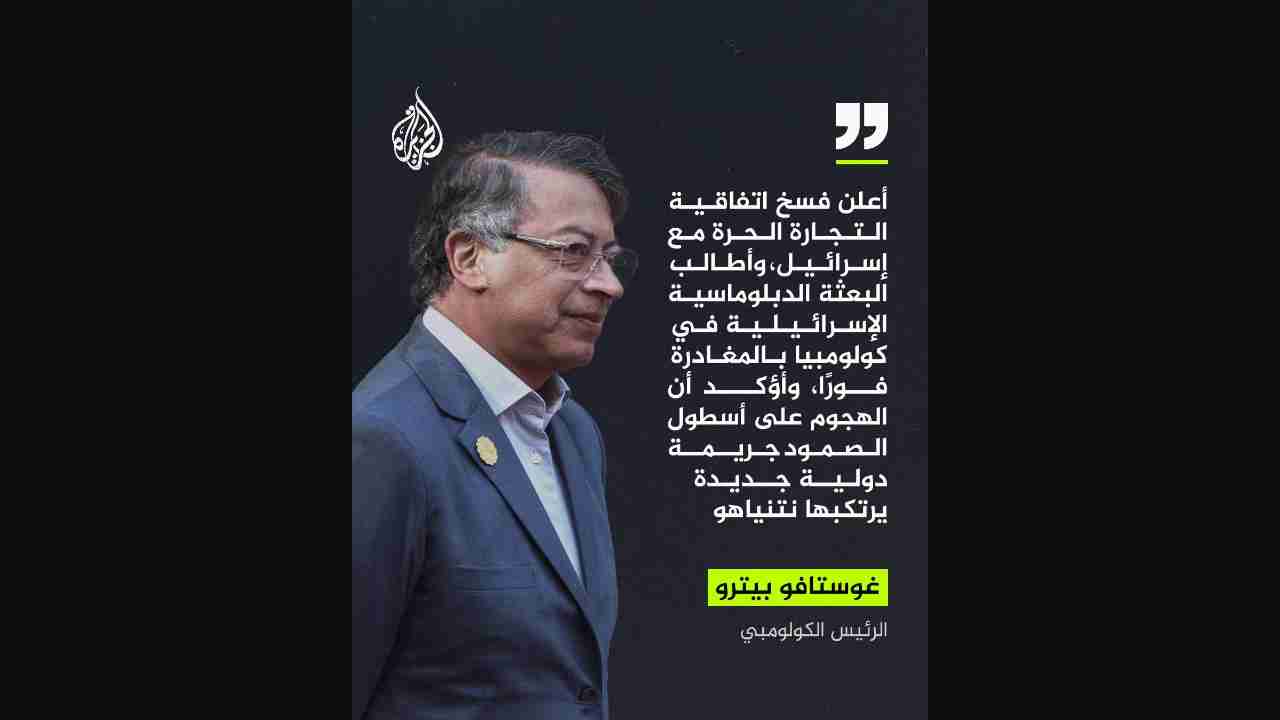 الجزيرة
أعلن فسخ اتفاقية
التجارة الحرة مع
إسرائيل، وأطالب
البعثة الدبلوماسية
الإسرائيلية في
كولومبيا بالمغادرة
فورًا، وأؤكد أن
الهجوم على أسطول
الصمود جريمة
دولية جديدة
يرتكبها نتنياهو
غوستافو بيترو
الرئيس الكولومبي